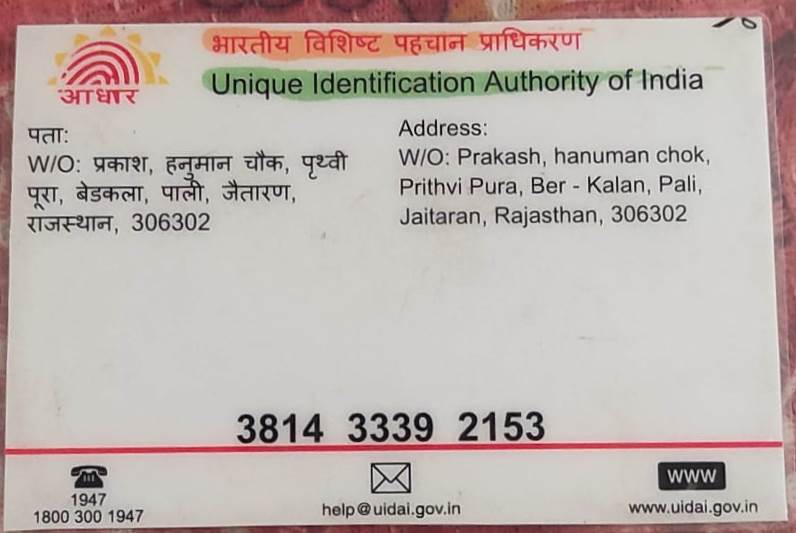 भारतीय विशिष्ट पहचान प्राधिकरण
Unique Identification Authority of India
आधार
पता:
W/O: प्रकाश, हनुमान चौक, पृथ्वी
पूरा, बेडकला, पाली, जैतारण,
राजस्थान, 306302
Address:
W/O: Prakash, hanuman chok,
Prithvi Pura, Ber - Kalan, Pali,
Jaitaran, Rajasthan, 306302
3814 3339 2153
1947
1800 300 1947
help@uidai.gov.in
WWW
www.uidai.gov.in